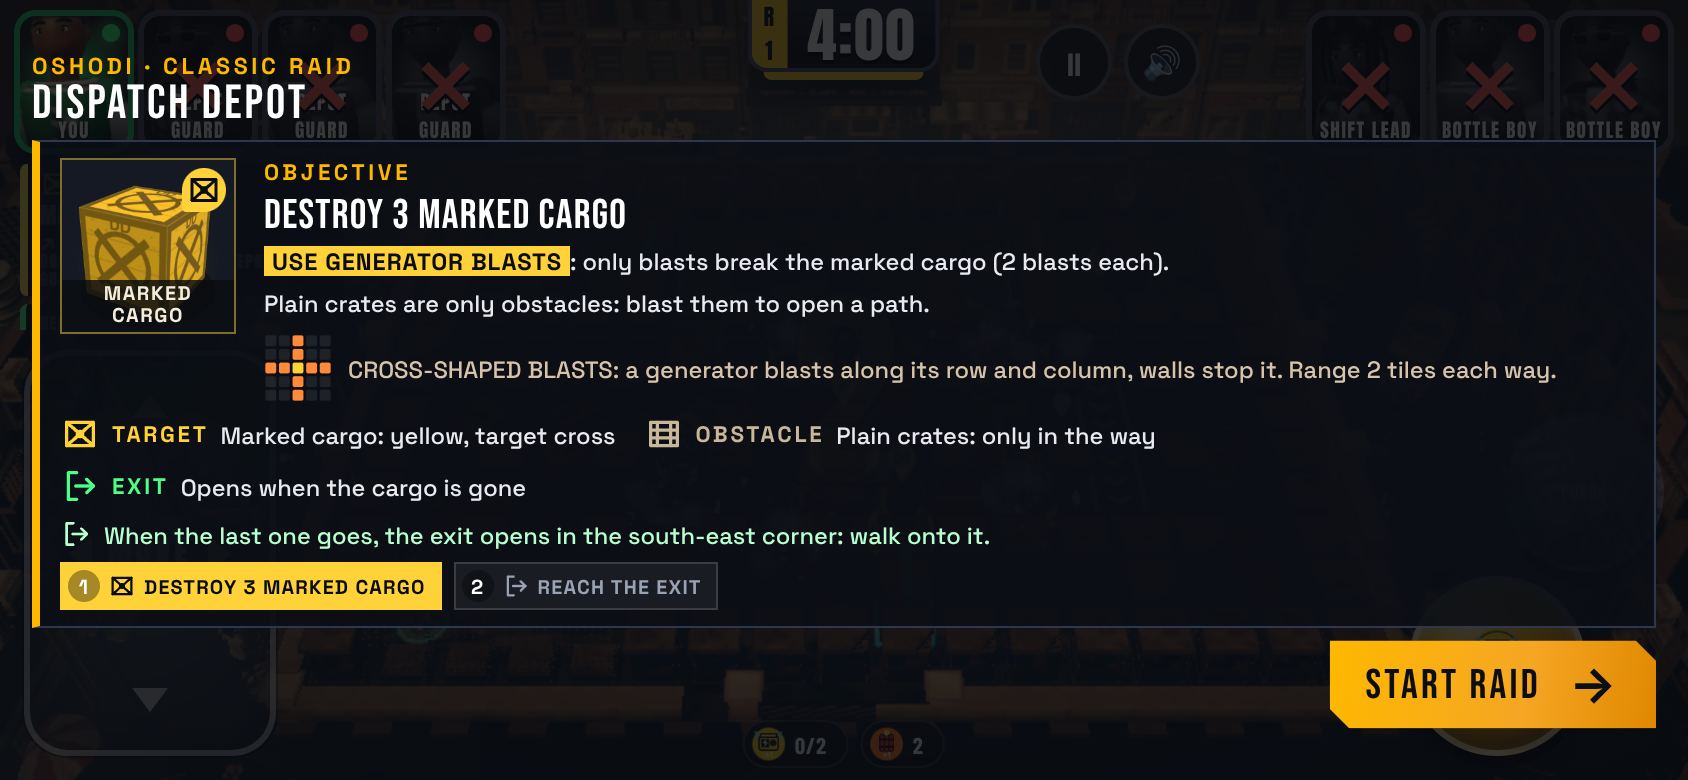 R
1
4:00
YOU
GUARD
GUARD
GUARD
SHIFT LEAD
BOTTLE BOY
BOTTLE BOY
OSHODI · CLASSIC RAID
DISPATCH DEPOT
MARKED
CARGO
OBJECTIVE
DESTROY 3 MARKED CARGO
USE GENERATOR BLASTS : only blasts break the marked cargo (2 blasts each).
Plain crates are only obstacles: blast them to open a path.
CROSS-SHAPED BLASTS: a generator blasts along its row and column, walls stop it. Range 2 tiles each way.
TARGET Marked cargo: yellow, target cross
OBSTACLE Plain crates: only in the way
EXIT Opens when the cargo is gone
When the last one goes, the exit opens in the south-east corner: walk onto it.
1 DESTROY 3 MARKED CARGO
2 REACH THE EXIT
START RAID
0/2
2